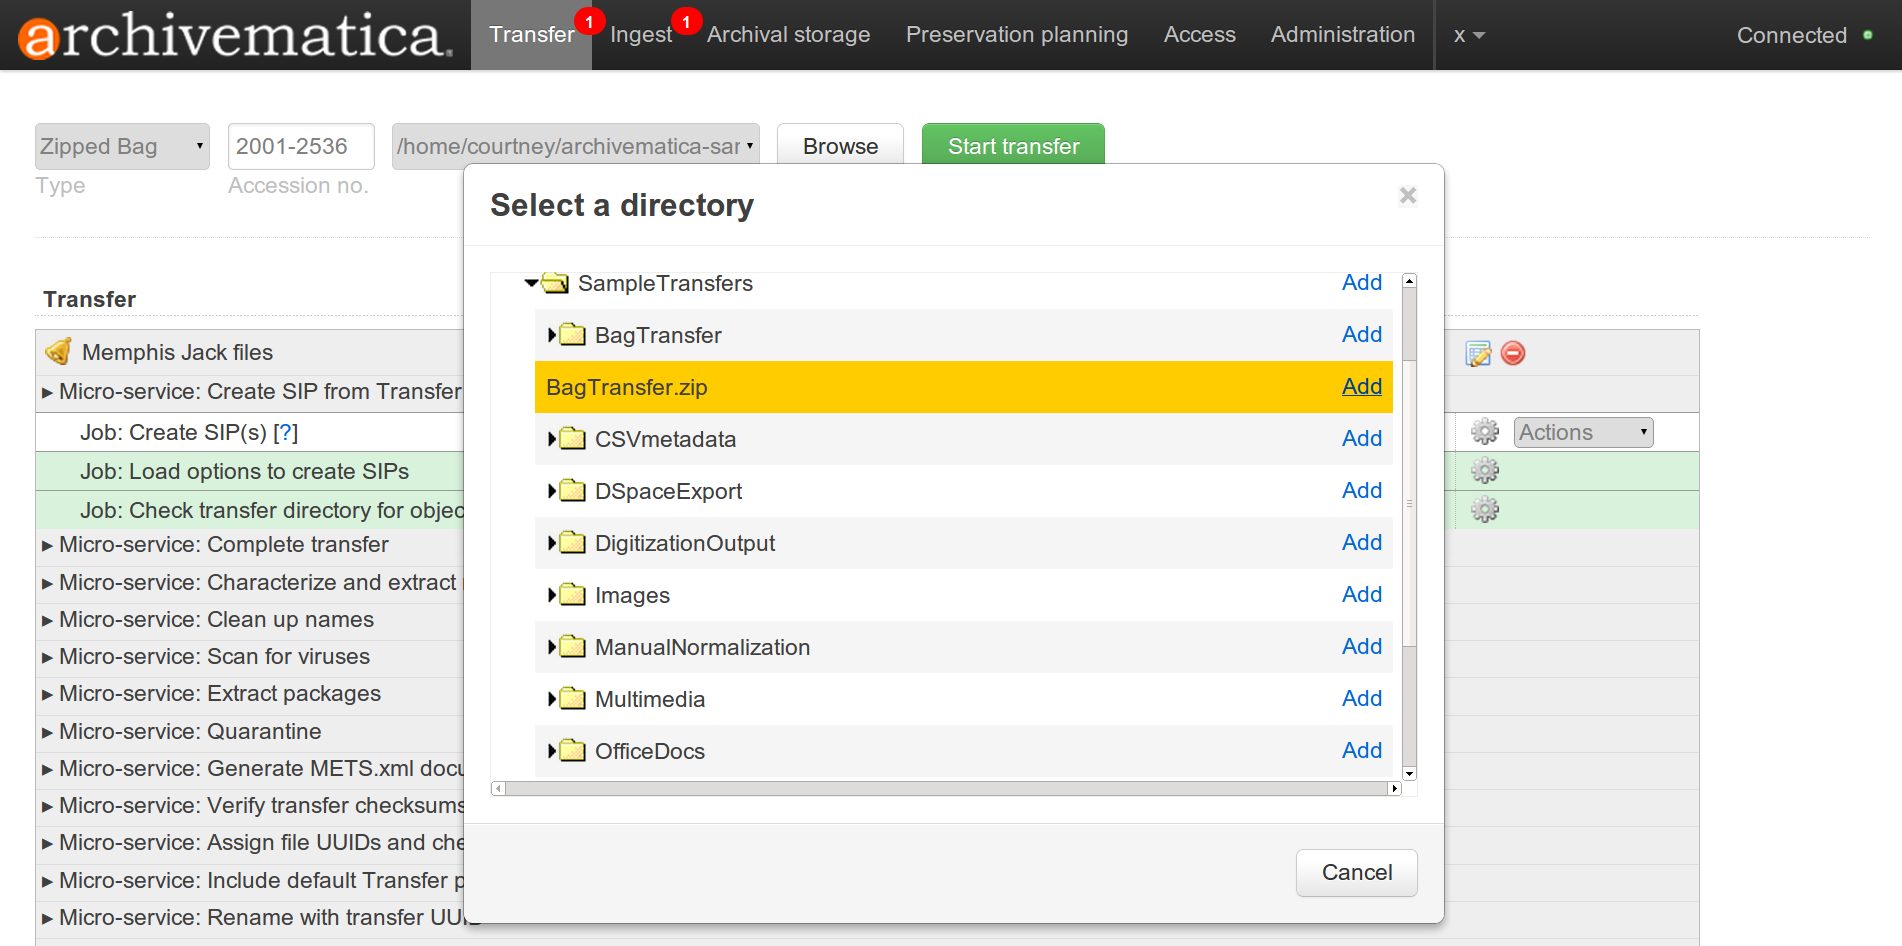 archivematica.
Transfer 1 Ingest 1 Archival storage Preservation planning Access Administration x Connected
Zipped Bag 2001-2536 /home/courtney/archivematica-sar Browse Start transfer
Type Accession no.
Select a directory
SampleTransfers Add
BagTransfer Add
BagTransfer.zip Add
CSVmetadata Add
DSpaceExport Add
DigitizationOutput Add
Images Add
ManualNormalization Add
Multimedia Add
OfficeDocs Add
Cancel
Transfer
Memphis Jack files
Micro-service: Create SIP from Transfer
Job: Create SIP(s) [?] Actions
Job: Load options to create SIPs
Job: Check transfer directory for objec
Micro-service: Complete transfer
Micro-service: Characterize and extract
Micro-service: Clean up names
Micro-service: Scan for viruses
Micro-service: Extract packages
Micro-service: Quarantine
Micro-service: Generate METS.xml docu
Micro-service: Verify transfer checksums
Micro-service: Assign file UUIDs and che
Micro-service: Include default Transfer p
Micro-service: Rename with transfer UUID